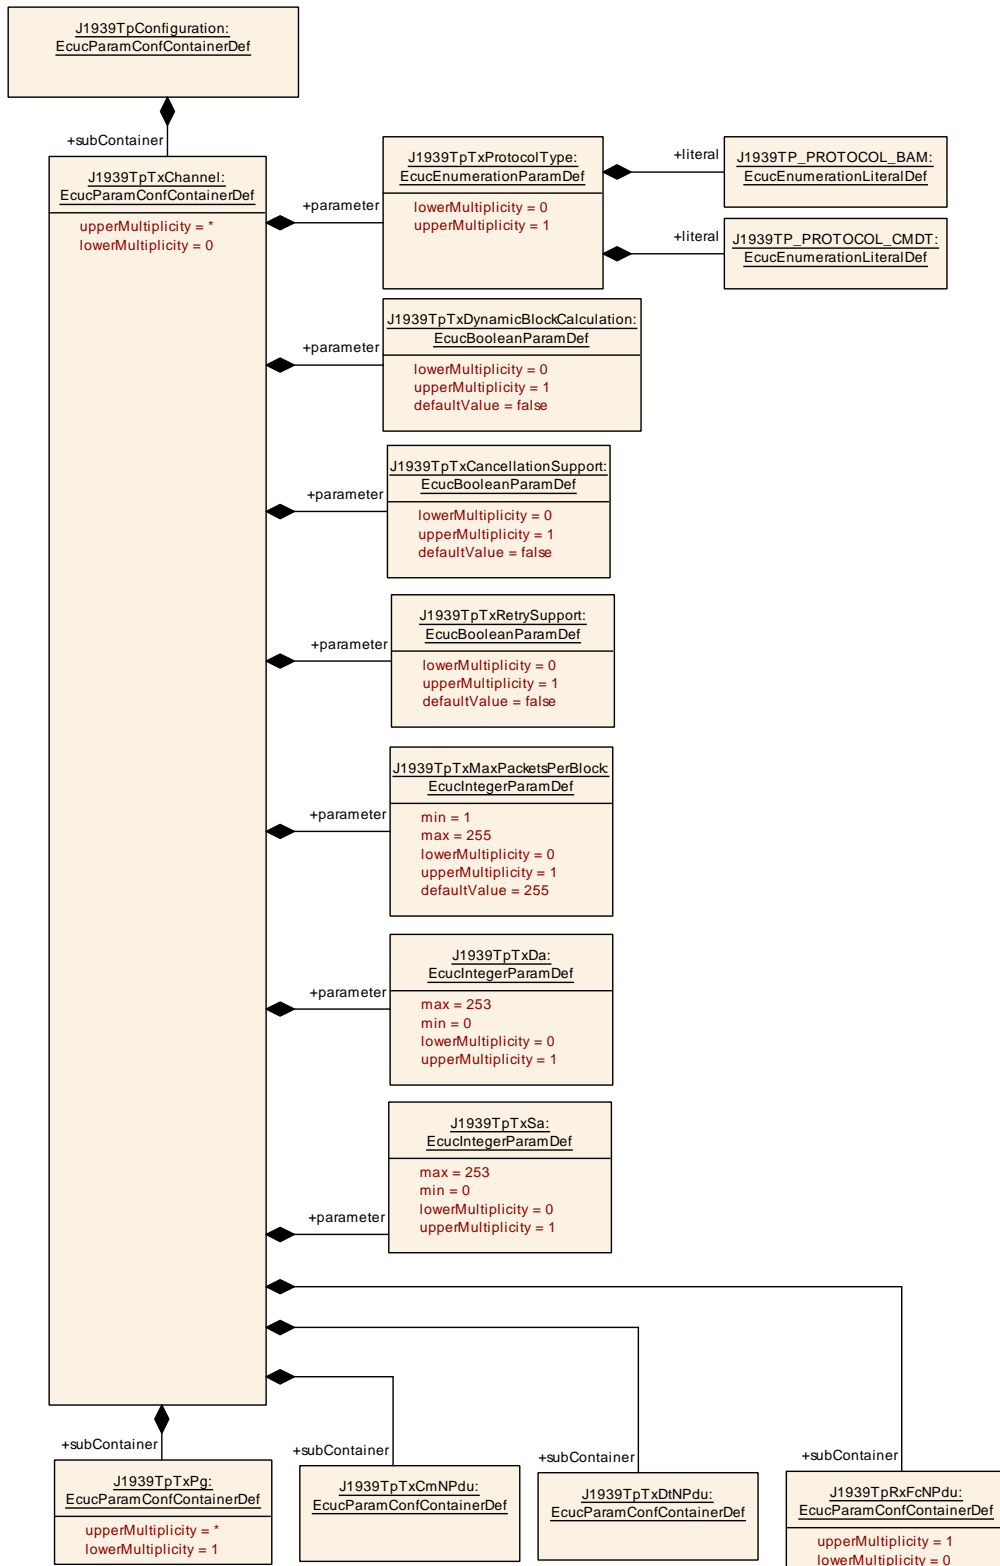 J1939TpConfiguration:
EcucParamConfContainerDef
+subContainer
J1939TpTxChannel:
EcucParamConfContainerDef
upperMultiplicity = *
lowerMultiplicity = 0
+parameter
J1939TpTxProtocolType:
EcucEnumerationParamDef
lowerMultiplicity = 0
upperMultiplicity = 1
+literal
J1939TP_PROTOCOL_BAM:
EcucEnumerationLiteralDef
+literal
J1939TP_PROTOCOL_CMDT:
EcucEnumerationLiteralDef
+parameter
J1939TpTxDynamicBlockCalculation:
EcucBooleanParamDef
lowerMultiplicity = 0
upperMultiplicity = 1
defaultValue = false
+parameter
J1939TpTxCancellationSupport:
EcucBooleanParamDef
lowerMultiplicity = 0
upperMultiplicity = 1
defaultValue = false
+parameter
J1939TpTxRetrySupport:
EcucBooleanParamDef
lowerMultiplicity = 0
upperMultiplicity = 1
defaultValue = false
+parameter
J1939TpTxMaxPacketsPerBlock:
EcucIntegerParamDef
min = 1
max = 255
lowerMultiplicity = 0
upperMultiplicity = 1
defaultValue = 255
+parameter
J1939TpTxDa:
EcucIntegerParamDef
max = 253
min = 0
lowerMultiplicity = 0
upperMultiplicity = 1
+parameter
J1939TpTxSa:
EcucIntegerParamDef
max = 253
min = 0
lowerMultiplicity = 0
upperMultiplicity = 1
+subContainer
J1939TpTxPg:
EcucParamConfContainerDef
upperMultiplicity = *
lowerMultiplicity = 1
+subContainer
J1939TpTxCmNPdu:
EcucParamConfContainerDef
+subContainer
J1939TpTxDtNPdu:
EcucParamConfContainerDef
+subContainer
J1939TpRxFcNPdu:
EcucParamConfContainerDef
upperMultiplicity = 1
lowerMultiplicity = 0